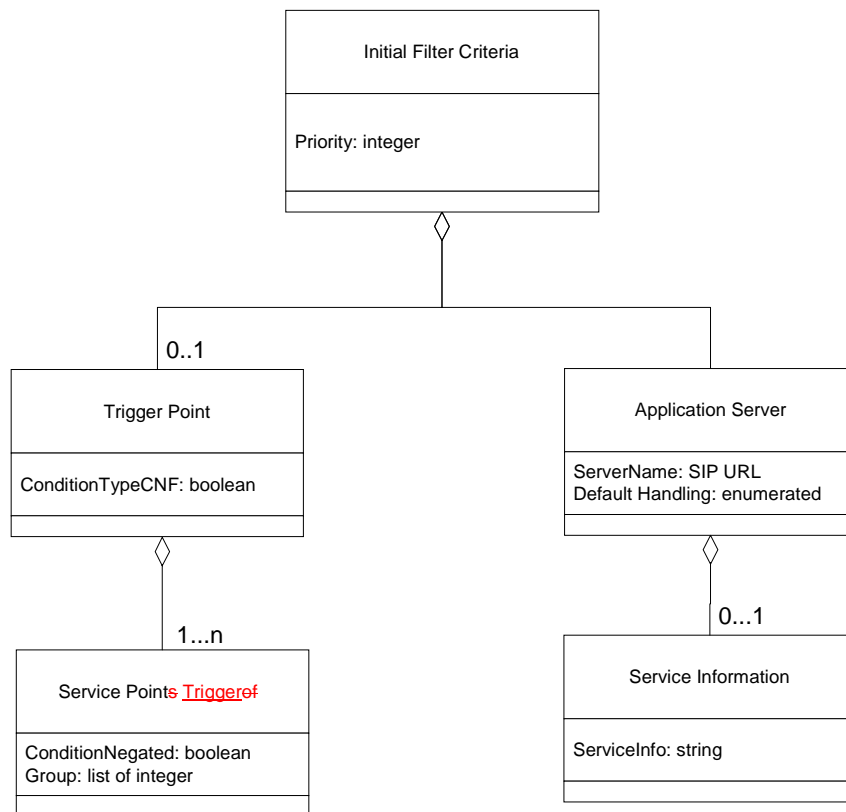 Initial Filter Criteria
Priority: integer
0..1
Trigger Point
ConditionTypeCNF: boolean
Application Server
ServerName: SIP URL
Default Handling: enumerated
1...n
0...1
Service Points Triggerof
ConditionNegated: boolean
Group: list of integer
Service Information
ServiceInfo: string